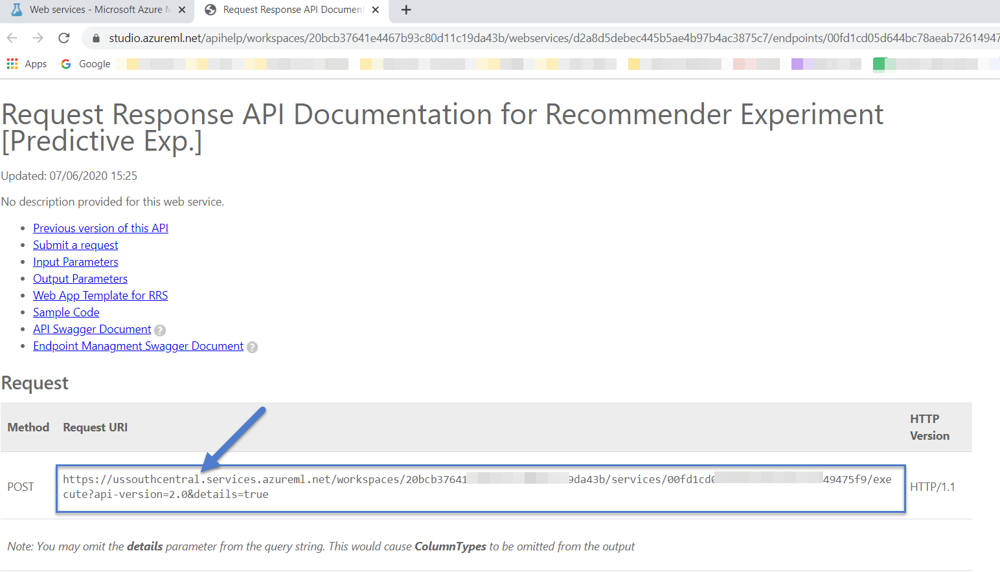 Web services - Microsoft Azure M
Request Response API Document
studio.azureml.net/apihelp/workspaces/20bcb37641e4467b93c80d11c19da43b/webservices/d2a8d5debec445b5ae4b97b4ac3875c7/endpoints/00fd1cd05d644bc78aeab72614947
Apps
Google
Request Response API Documentation for Recommender Experiment
[Predictive Exp.]
Updated: 07/06/2020 15:25
No description provided for this web service.
Previous version of this API
Submit a request
Input Parameters
Output Parameters
Web App Template for RRS
Sample Code
API Swagger Document ?
Endpoint Managment Swagger Document ?
Request
Method Request URI HTTP
Version
POST https://ussouthcentral.services.azureml.net/workspaces/20bcb37641 9da43b/services/00fd1cd0 49475f9/exe
cute?api-version=2.0&details=true
HTTP/1.1
Note: You may omit the details parameter from the query string. This would cause ColumnTypes to be omitted from the output